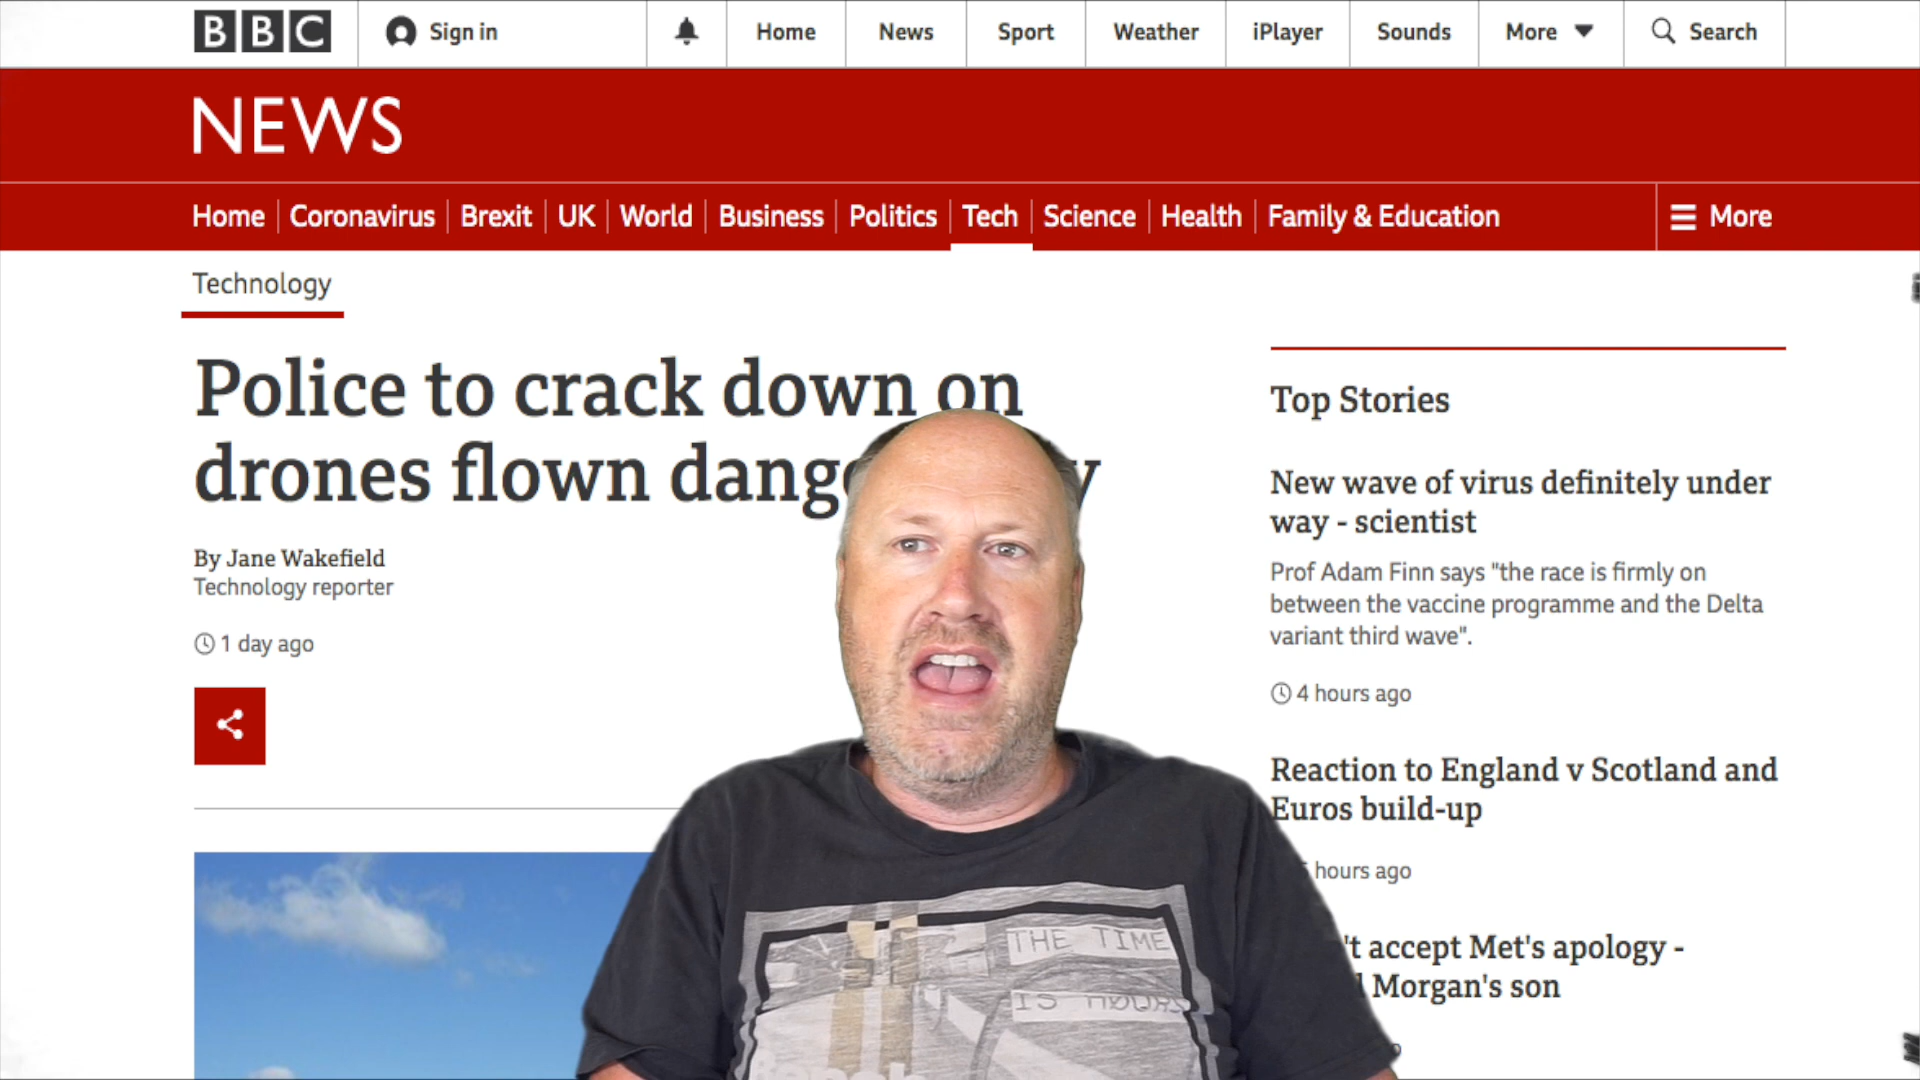 BBC
Sign in
Home
News
Sport
Weather
iPlayer
Sounds
More
Search
NEWS
Home
Coronavirus
Brexit
UK
World
Business
Politics
Tech
Science
Health
Family & Education
More
Technology
Police to crack down on
drones flown
By Jane Wakefield
Technology reporter
1 day ago
Top Stories
New wave of virus definitely under
way - scientist
Prof Adam Finn says "the race is firmly on
between the vaccine programme and the Delta
variant third wave".
4 hours ago
Reaction to England v Scotland and
Euros build-up
hours ago
accept Met's apology -
Morgan's son
THE TIME
IS